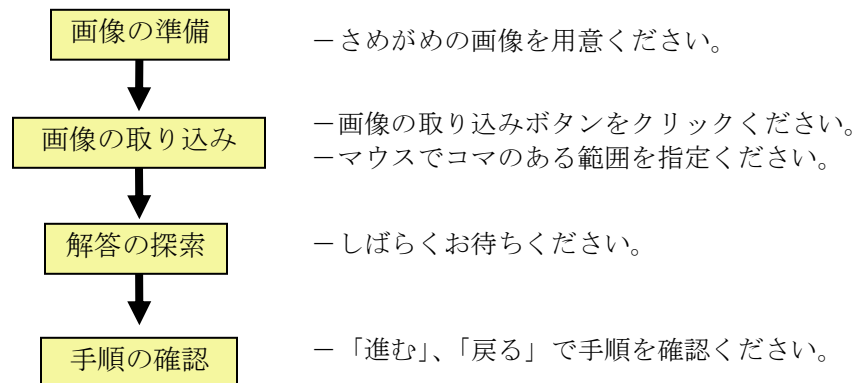 画像の準備
－さめがめの画像を用意ください。
画像の取り込み
－画像の取り込みボタンをクリックください。
－マウスでコマのある範囲を指定ください。
解答の探索
－しばらくお待ちください。
手順の確認
－「進む」、「戻る」で手順を確認ください。